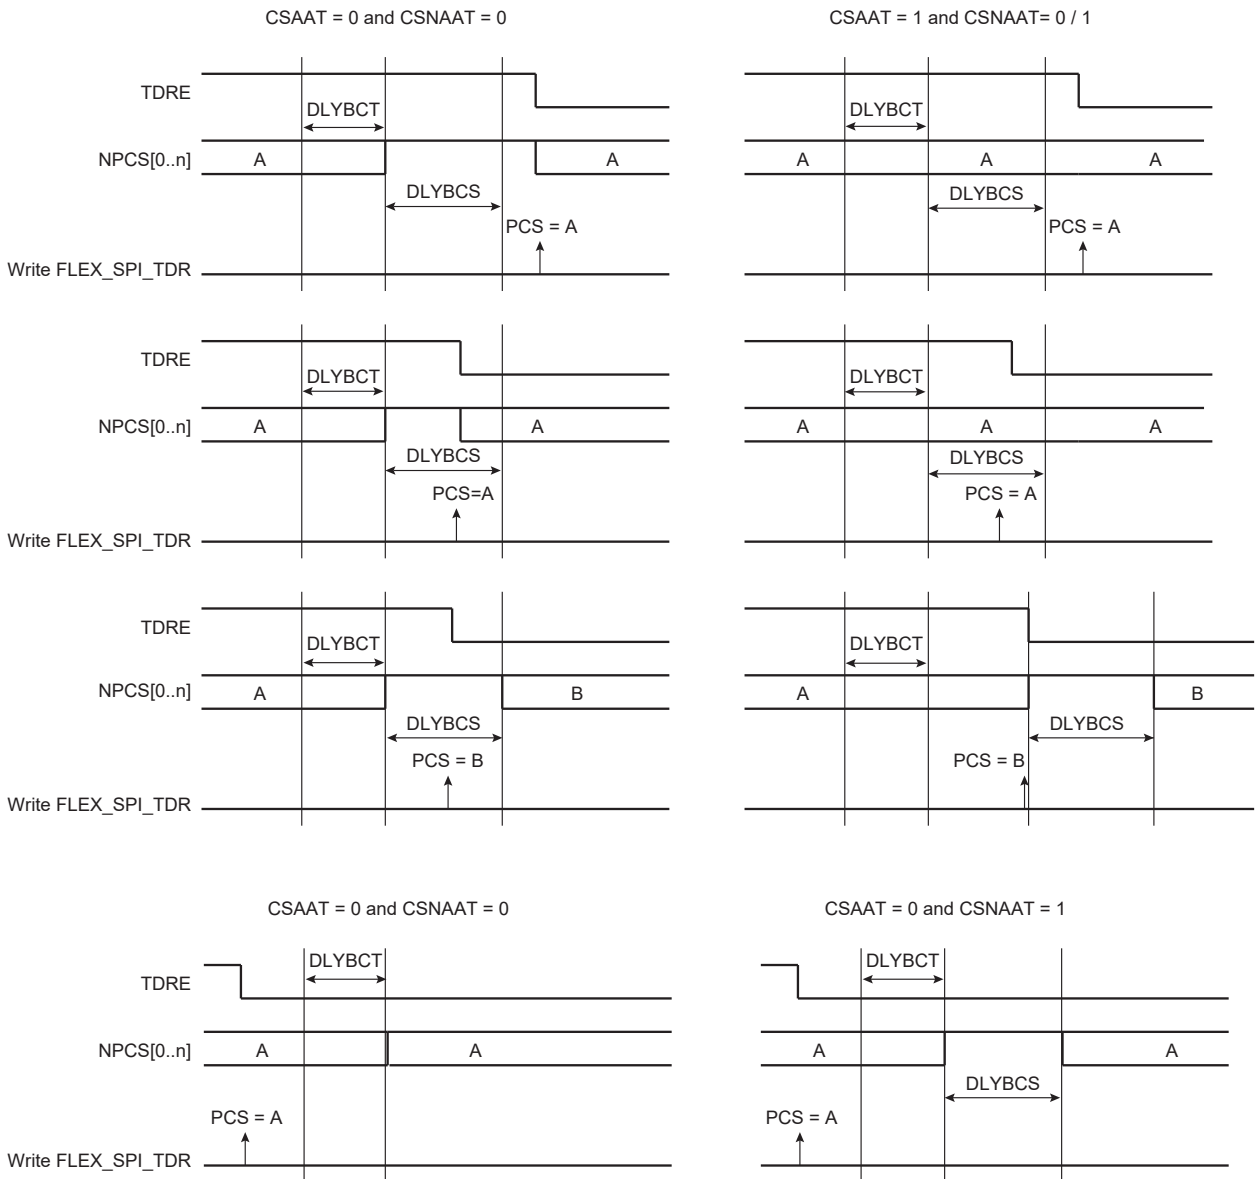 CSAAT = 0 and CSNAAT = 0
CSAAT = 1 and CSNAAT= 0 / 1
TDRE
DLYBCT
DLYBCT
NPCS[0..n]
A
A
A
A
A
DLYBCS
DLYBCS
PCS = A
PCS = A
Write FLEX_SPI_TDR
TDRE
DLYBCT
DLYBCT
NPCS[0..n]
A
A
A
A
A
DLYBCS
DLYBCS
PCS=A
PCS = A
Write FLEX_SPI_TDR
TDRE
DLYBCT
DLYBCT
NPCS[0..n]
A
B
A
B
DLYBCS
DLYBCS
PCS = B
PCS = B
Write FLEX_SPI_TDR
CSAAT = 0 and CSNAAT = 0
CSAAT = 0 and CSNAAT = 1
TDRE
DLYBCT
DLYBCT
NPCS[0..n]
A
A
A
A
DLYBCS
PCS = A
PCS = A
Write FLEX_SPI_TDR